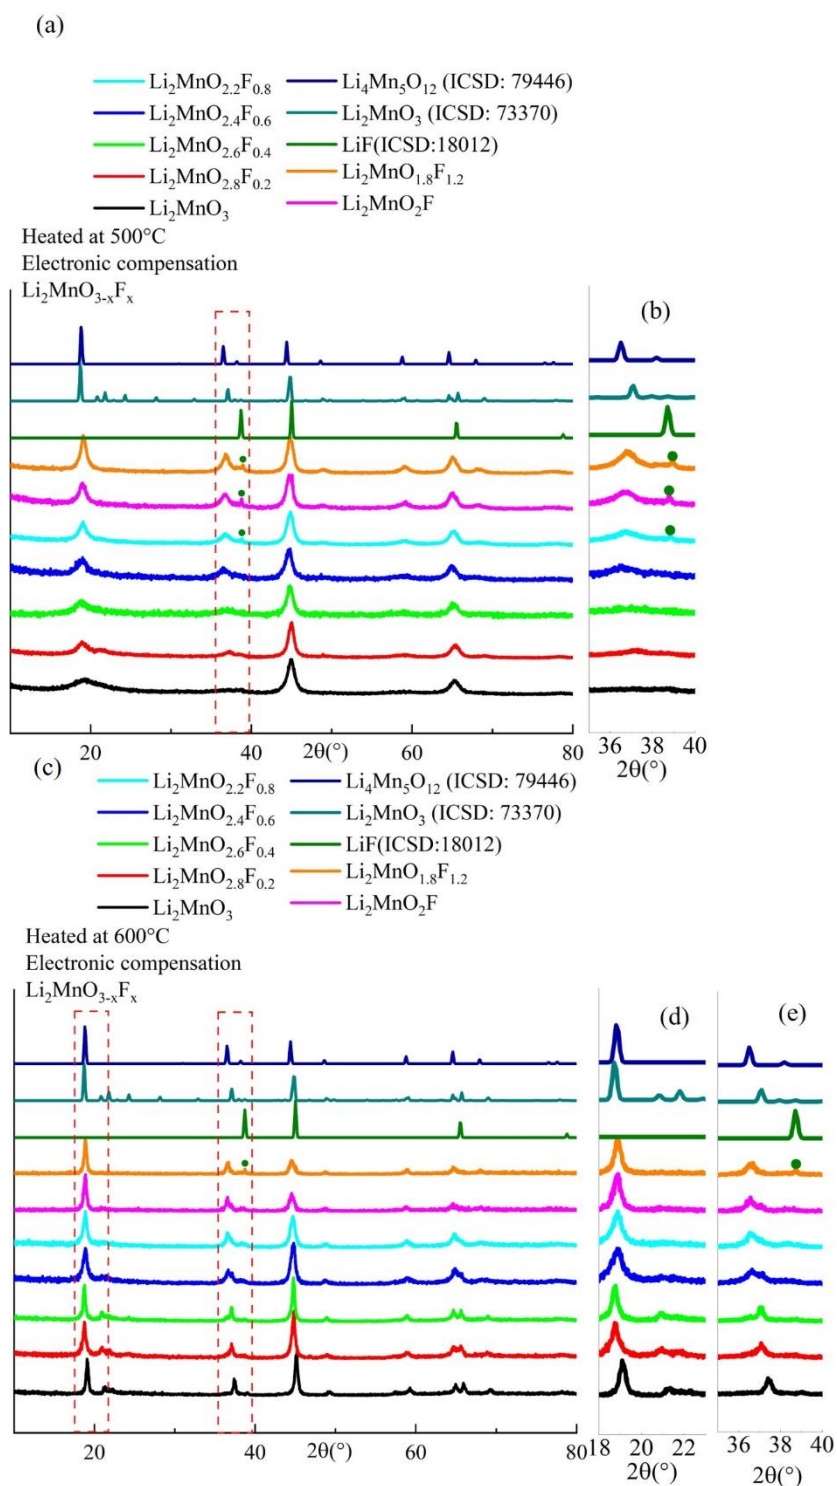 (a)
Li₂MnO₂.₂F₀.₈
Li₂MnO₂.₄F₀.₆
Li₂MnO₂.₆F₀.₄
Li₂MnO₂.₈F₀.₂
Li₂MnO₃
Li₄Mn₅O₁₂ (ICSD: 79446)
Li₂MnO₃ (ICSD: 73370)
LiF(ICSD:18012)
Li₂MnO₁.₈F₁.₂
Li₂MnO₂F
Heated at 500°C
Electronic compensation
Li₂MnO₃₋ₓFₓ
(b)
20 40 2θ(°) 60 80
36 38 40
2θ(°)
(c)
Li₂MnO₂.₂F₀.₈
Li₂MnO₂.₄F₀.₆
Li₂MnO₂.₆F₀.₄
Li₂MnO₂.₈F₀.₂
Li₂MnO₃
Li₄Mn₅O₁₂ (ICSD: 79446)
Li₂MnO₃ (ICSD: 73370)
LiF(ICSD:18012)
Li₂MnO₁.₈F₁.₂
Li₂MnO₂F
Heated at 600°C
Electronic compensation
Li₂MnO₃₋ₓFₓ
(d)
(e)
20 40 2θ(°) 60 80
18 20 22
2θ(°)
36 38 40
2θ(°)